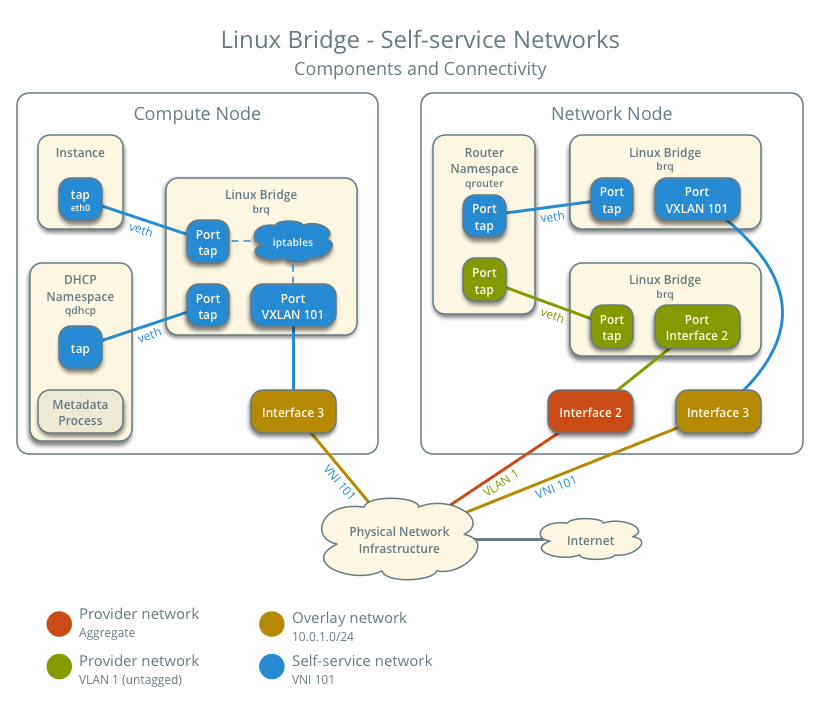 Linux Bridge - Self-service Networks
Components and Connectivity
Compute Node
Instance
tap
eth0
veth
DHCP
Namespace
qdhcp
tap
veth
Metadata
Process
Linux Bridge
brq
Port
tap
iptables
Port
tap
Port
VXLAN 101
Interface 3
VNI 101
Network Node
Router
Namespace
qrouter
Port
tap
veth
Port
tap
veth
Linux Bridge
brq
Port
tap
Port
VXLAN 101
Linux Bridge
brq
Port
tap
Port
Interface 2
Interface 2
Interface 3
VLAN 1
VNI 101
Physical Network
Infrastructure
Internet
Provider network
Aggregate
Overlay network
10.0.1.0/24
Provider network
VLAN 1 (untagged)
Self-service network
VNI 101